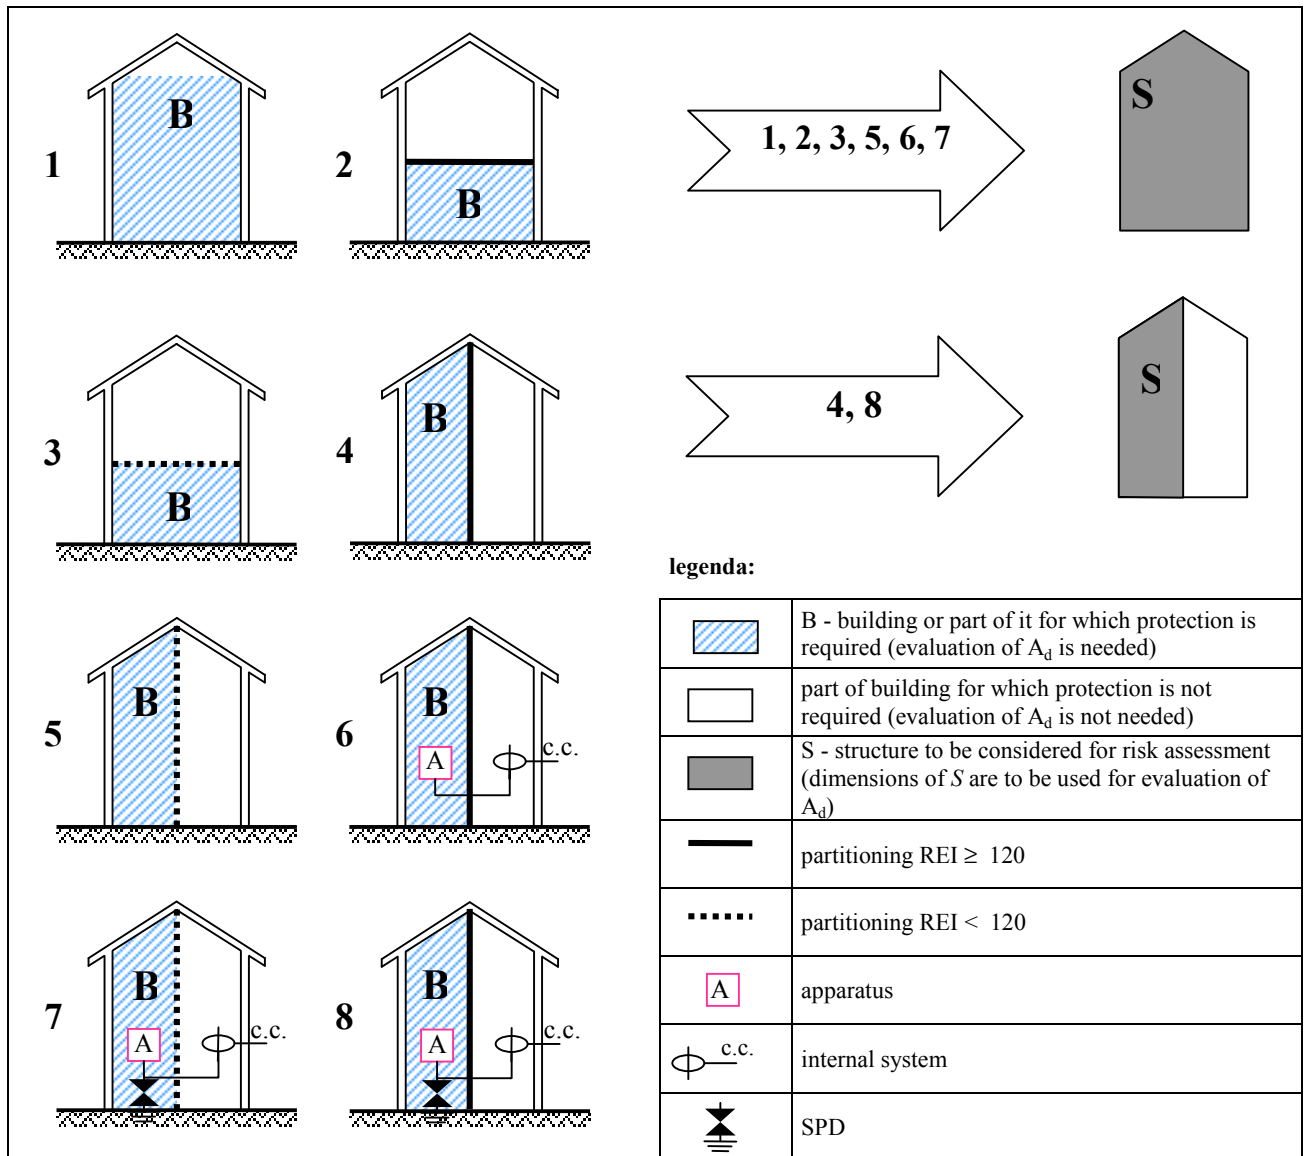 B
B
1
2
1, 2, 3, 5, 6, 7
S
B
B
3
4
4, 8
S
legenda:
B - building or part of it for which protection is
required (evaluation of Ad is needed)
part of building for which protection is not
required (evaluation of Ad is not needed)
S - structure to be considered for risk assessment
(dimensions of S are to be used for evaluation of
Ad)
partitioning REI ≥ 120
partitioning REI < 120
A
apparatus
c.c.
internal system
SPD
B
B
5
6
A
c.c.
B
B
7
8
A
c.c.
A
c.c.